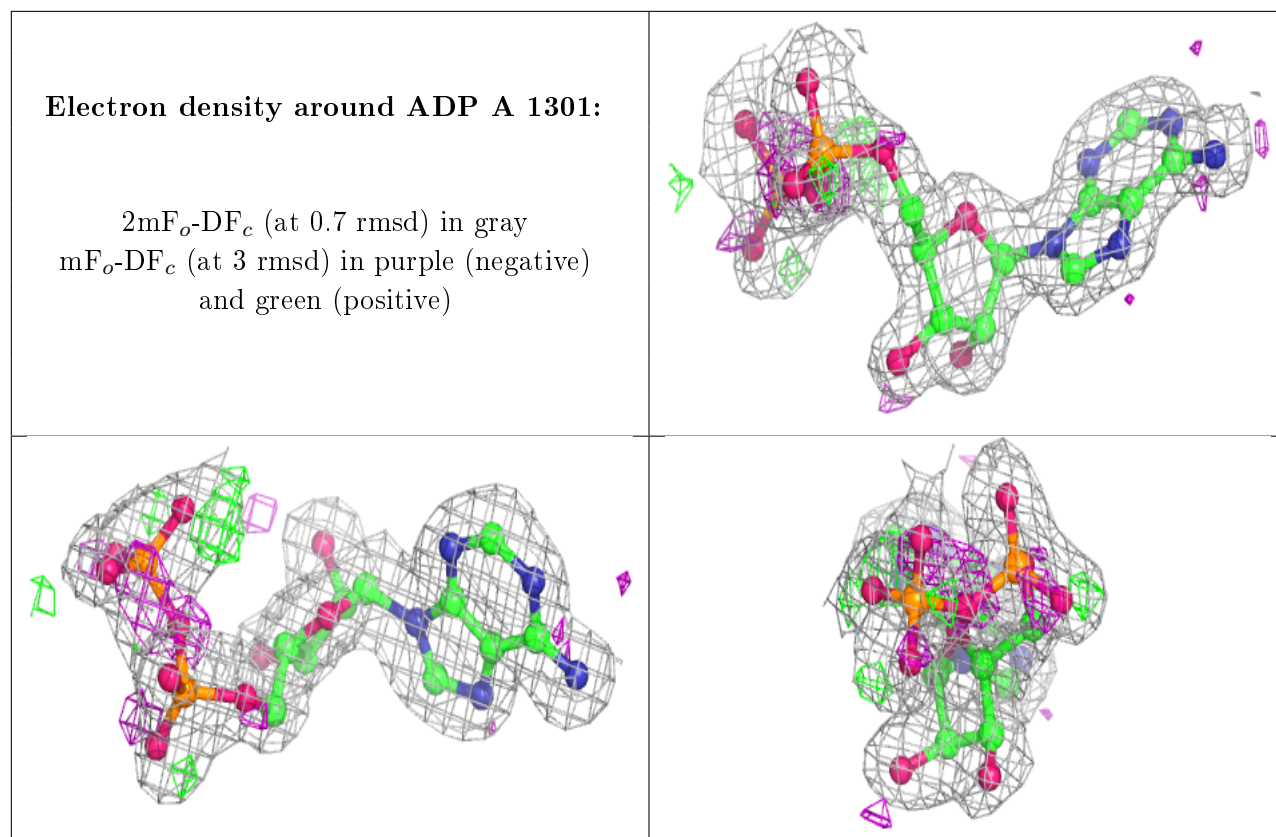 Electron density around ADP A 1301:
2mFo-DFc (at 0.7 rmsd) in gray
mFo-DFc (at 3 rmsd) in purple (negative)
and green (positive)